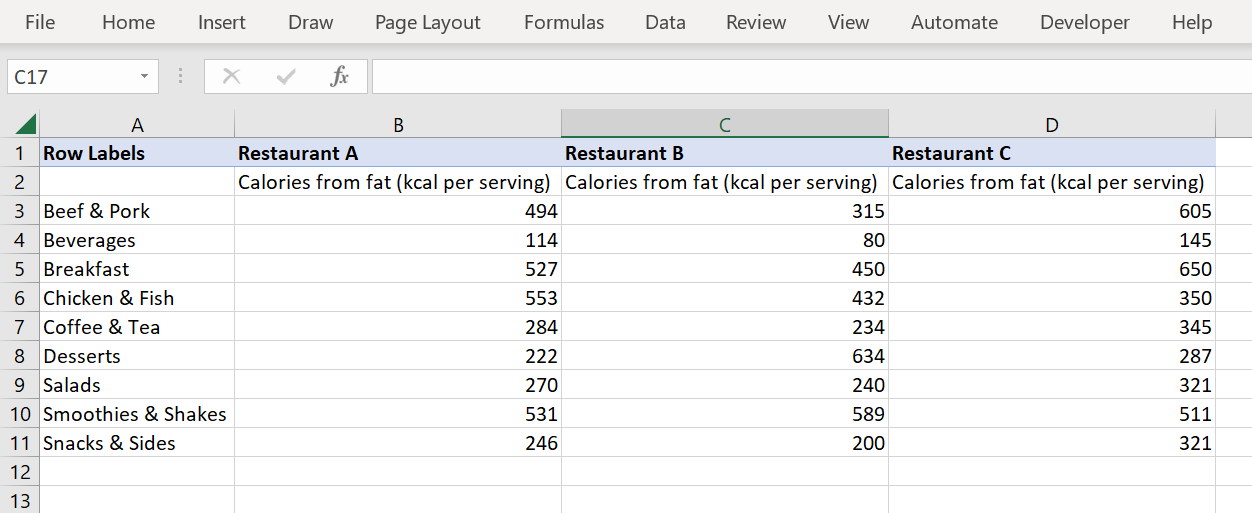 File Home Insert Draw Page Layout Formulas Data Review View Automate Developer Help
C17 fx
A B C D
1 Row Labels Restaurant A Restaurant B Restaurant C
2 Calories from fat (kcal per serving) Calories from fat (kcal per serving) Calories from fat (kcal per serving)
3 Beef & Pork 494 315 605
4 Beverages 114 80 145
5 Breakfast 527 450 650
6 Chicken & Fish 553 432 350
7 Coffee & Tea 284 234 345
8 Desserts 222 634 287
9 Salads 270 240 321
10 Smoothies & Shakes 531 589 511
11 Snacks & Sides 246 200 321
12
13